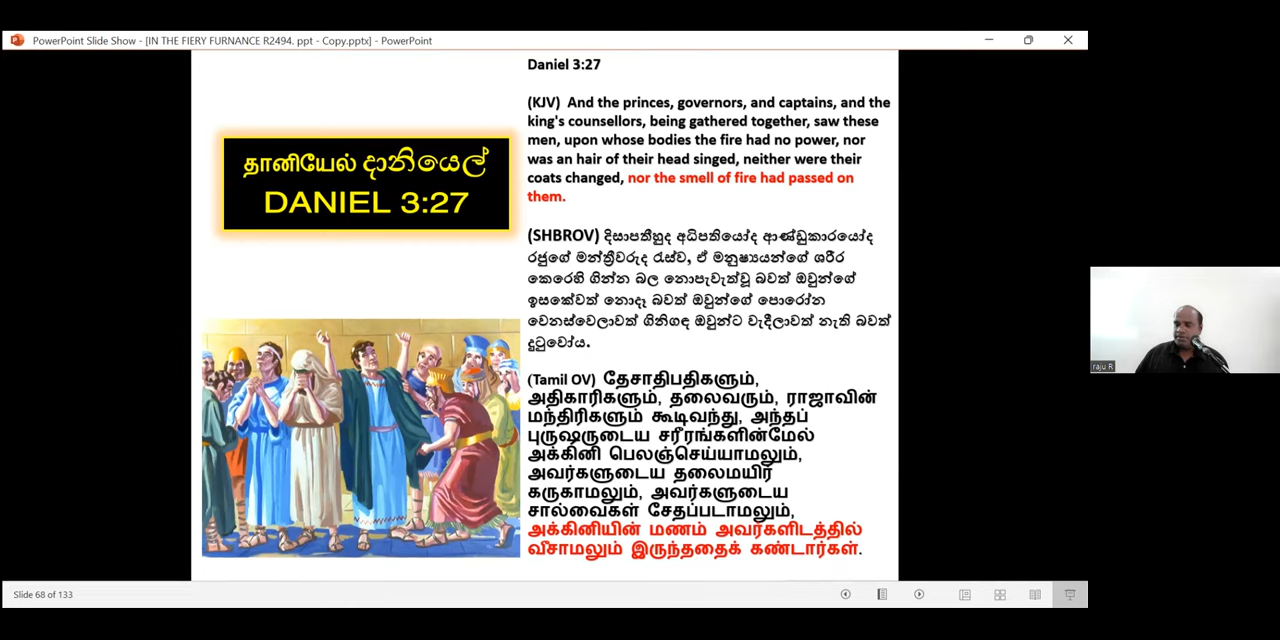 PowerPoint Slide Show - [IN THE FIERY FURNANCE R2494. ppt - Copy.pptx] - PowerPoint
தானியேல் දානියෙල්
DANIEL 3:27
Daniel 3:27
(KJV) And the princes, governors, and captains, and the
king's counsellors, being gathered together, saw these
men, upon whose bodies the fire had no power, nor
was an hair of their head singed, neither were their
coats changed, nor the smell of fire had passed on
them.
(SHBROV) දිසාපතීහුද අධිපතියෝද ආණ්ඩුකාරයෝද
රජුගේ මන්ත්‍රීවරුද රැස්ව, ඒ මනුෂ්‍යයන්ගේ ශරීර
කෙරෙහි ගින්න බල නොපැවැත්වූ බවත් ඔවුන්ගේ
ඉසකේවත් නොදෑ බවත් ඔවුන්ගේ පොරෝන
වෙනස්වෙලාවත් ගිනිගඳ ඔවුන්ට වැදීලාවත් නැති බවත්
දුටුවෝය.
(Tamil OV) தேசாதிபதிகளும்,
அதிகாரிகளும், தலைவரும், ராஜாவின்
மந்திரிகளும் கூடிவந்து, அந்தப்
புருஷருடைய சரீரங்களின்மேல்
அக்கினி பெலஞ்செய்யாமலும்,
அவர்களுடைய தலைமயிர்
கருகாமலும், அவர்களுடைய
சால்வைகள் சேதப்படாமலும்,
அக்கினியின் மணம் அவர்களிடத்தில்
வீசாமலும் இருந்ததைக் கண்டார்கள்.
raju R
Slide 68 of 133